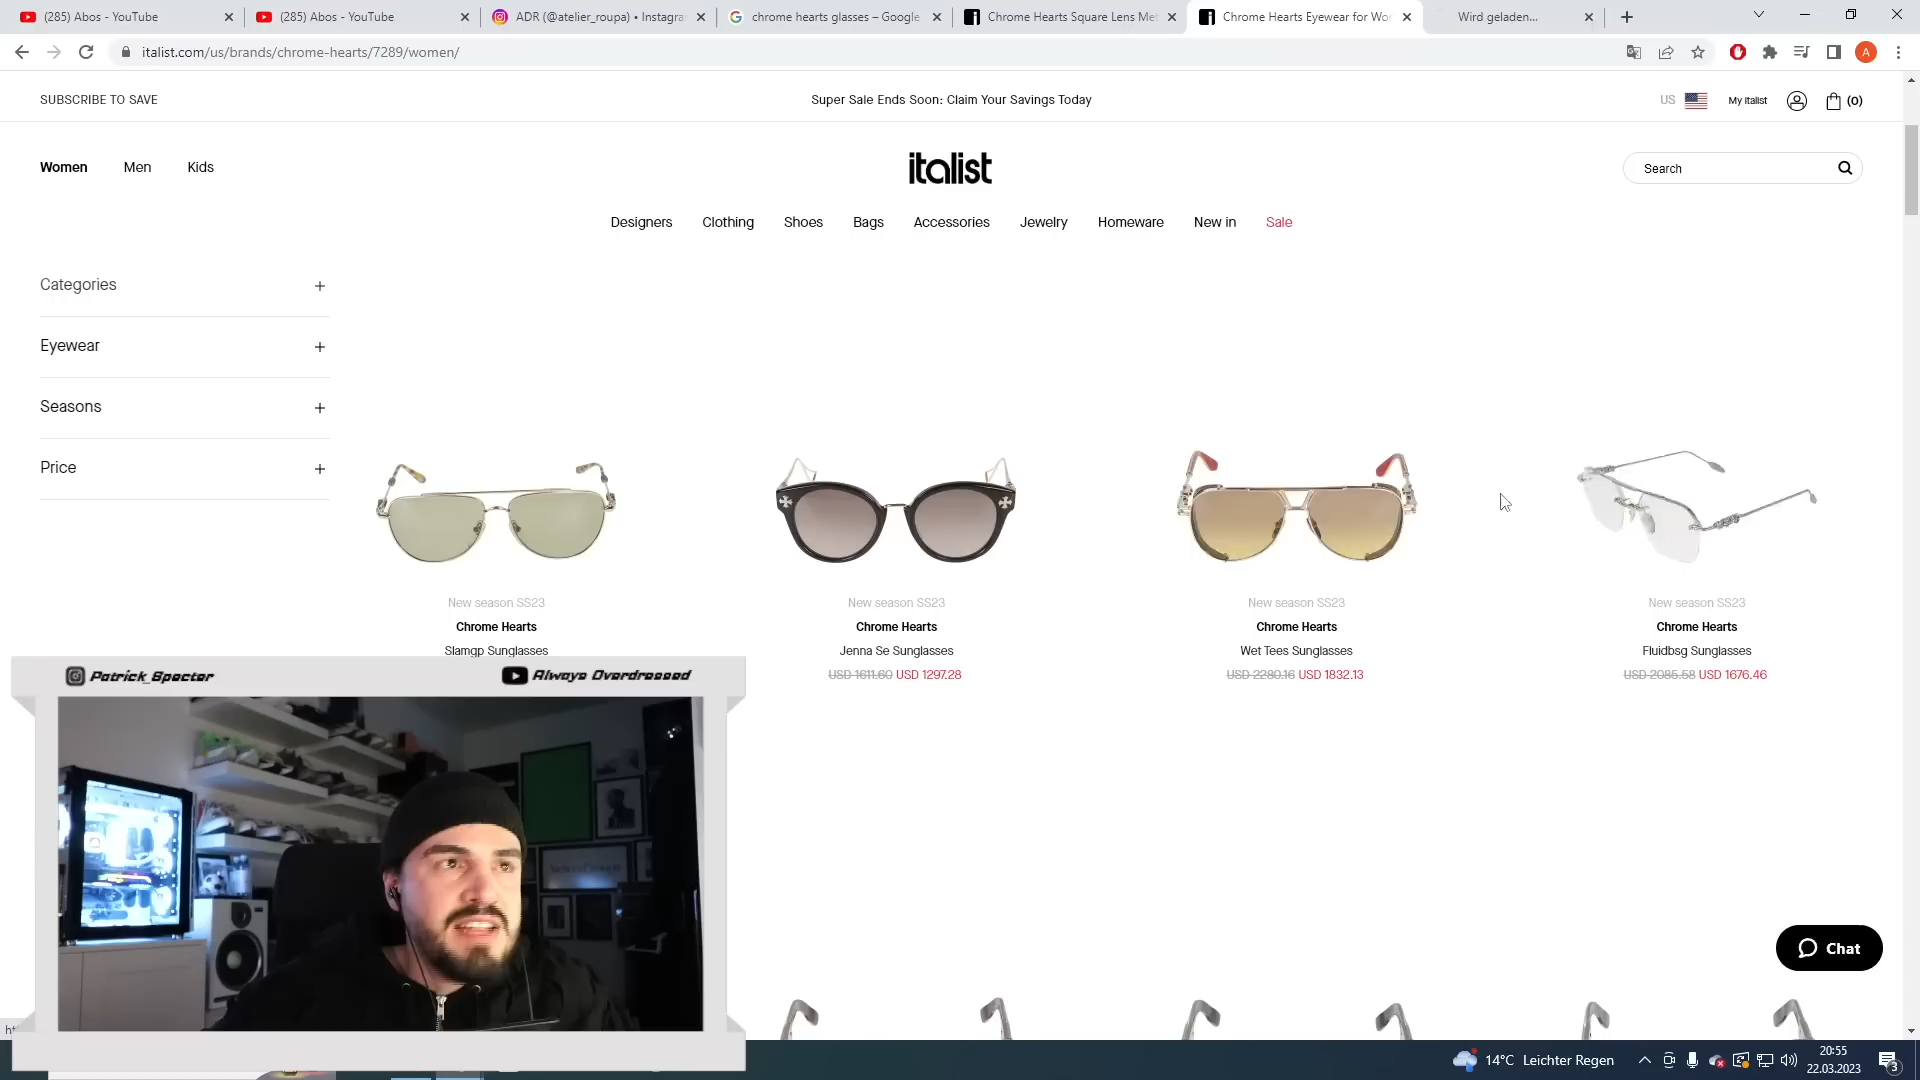 (285) Abos - YouTube
(285) Abos - YouTube
ADR (@atelier_roupa) • Instagra
chrome hearts glasses – Google
Chrome Hearts Square Lens Met
Chrome Hearts Eyewear for Wor
Wird geladen...
italist.com/us/brands/chrome-hearts/7289/women/
A
SUBSCRIBE TO SAVE
Super Sale Ends Soon: Claim Your Savings Today
US
My italist
(0)
Women
Men
Kids
italist
Search
Designers
Clothing
Shoes
Bags
Accessories
Jewelry
Homeware
New in
Sale
Categories
Eyewear
Seasons
Price
New season SS23
Chrome Hearts
Slamgp Sunglasses
New season SS23
Chrome Hearts
Jenna Se Sunglasses
USD 1611.60 USD 1297.28
New season SS23
Chrome Hearts
Wet Tees Sunglasses
USD 2280.16 USD 1832.13
New season SS23
Chrome Hearts
Fluidbsg Sunglasses
USD 2085.58 USD 1676.46
Patrick_Specter
Always Overdressed
Chat
14°C Leichter Regen
20:55
22.03.2023
3